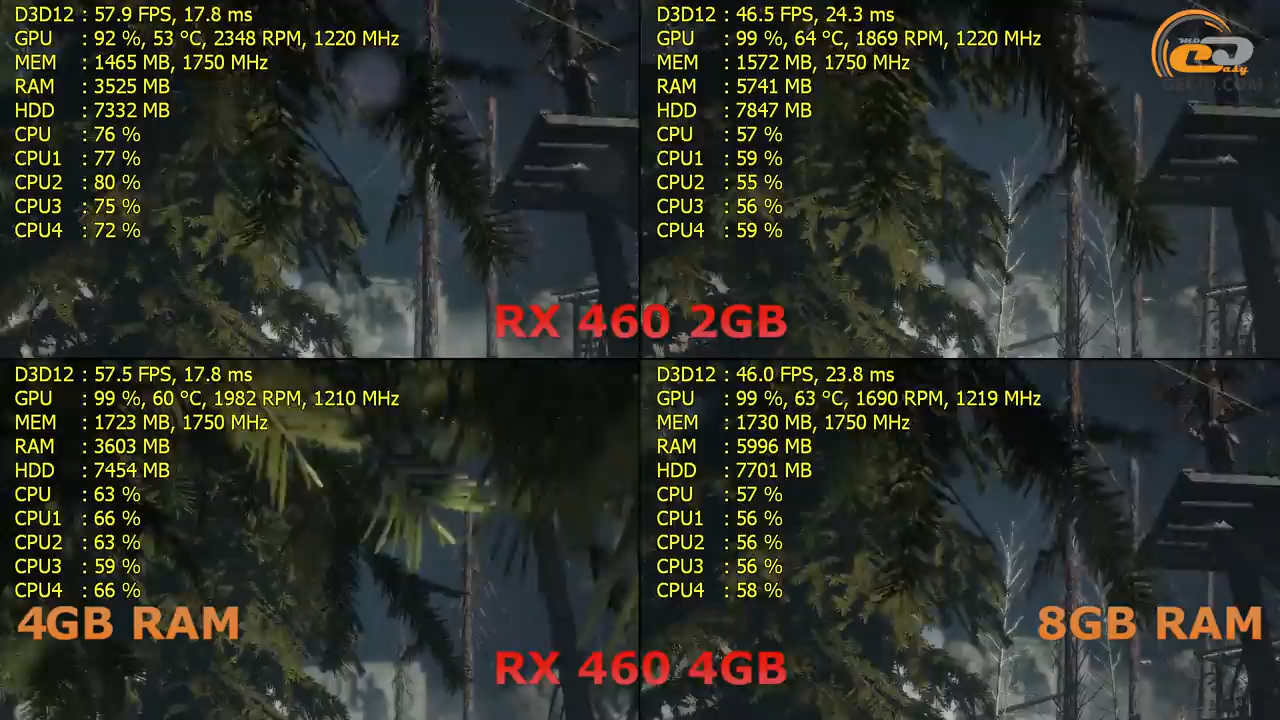 D3D12 : 57.9 FPS, 17.8 ms
GPU : 92 %, 53 °C, 2348 RPM, 1220 MHz
MEM : 1465 MB, 1750 MHz
RAM : 3525 MB
HDD : 7332 MB
CPU : 76 %
CPU1 : 77 %
CPU2 : 80 %
CPU3 : 75 %
CPU4 : 72 %
D3D12 : 46.5 FPS, 24.3 ms
GPU : 99 %, 64 °C, 1869 RPM, 1220 MHz
MEM : 1572 MB, 1750 MHz
RAM : 5741 MB
HDD : 7847 MB
CPU : 57 %
CPU1 : 59 %
CPU2 : 55 %
CPU3 : 56 %
CPU4 : 59 %
RX 460 2GB
D3D12 : 57.5 FPS, 17.8 ms
GPU : 99 %, 60 °C, 1982 RPM, 1210 MHz
MEM : 1723 MB, 1750 MHz
RAM : 3603 MB
HDD : 7454 MB
CPU : 63 %
CPU1 : 66 %
CPU2 : 63 %
CPU3 : 59 %
CPU4 : 66 %
4GB RAM
D3D12 : 46.0 FPS, 23.8 ms
GPU : 99 %, 63 °C, 1690 RPM, 1219 MHz
MEM : 1730 MB, 1750 MHz
RAM : 5996 MB
HDD : 7701 MB
CPU : 57 %
CPU1 : 56 %
CPU2 : 56 %
CPU3 : 56 %
CPU4 : 58 %
8GB RAM
RX 460 4GB